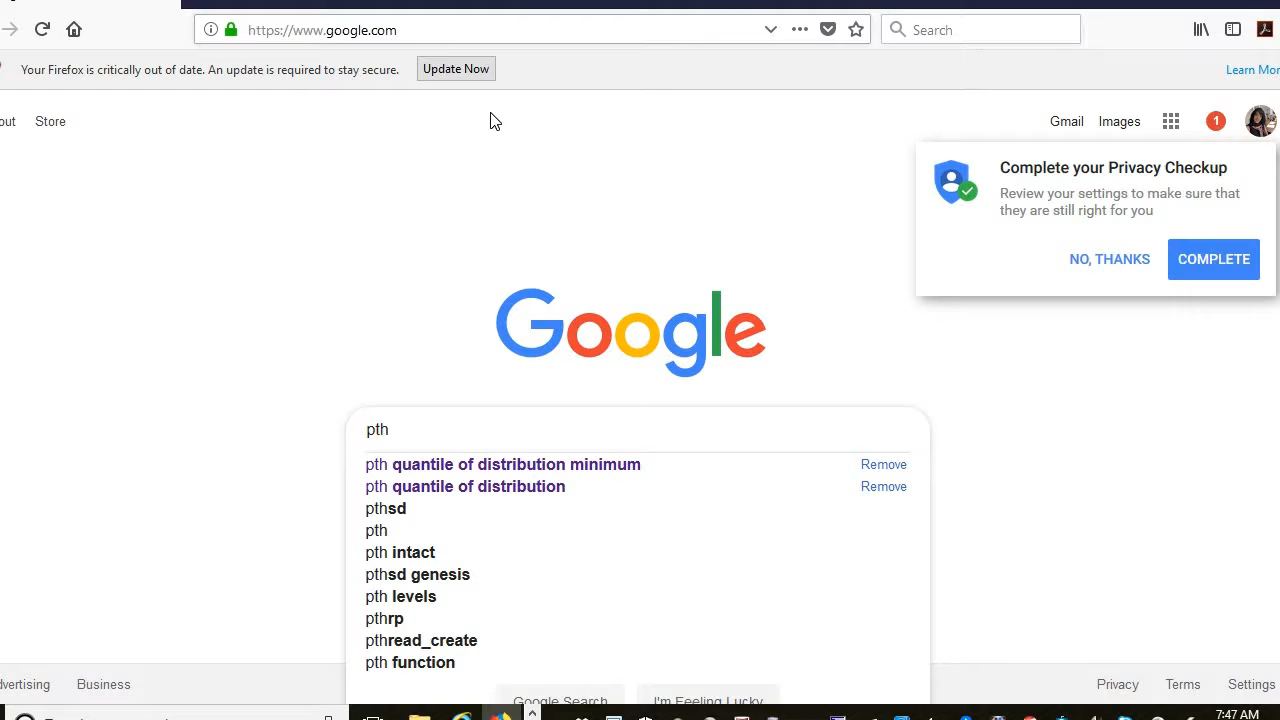 https://www.google.com
Search
Your Firefox is critically out of date. An update is required to stay secure.
Update Now
Learn Mor
out
Store
Gmail
Images
1
Complete your Privacy Checkup
Review your settings to make sure that
they are still right for you
NO, THANKS
COMPLETE
Google
pth
pth quantile of distribution minimum
Remove
pth quantile of distribution
Remove
pthsd
pth
pth intact
pthsd genesis
pth levels
pthrp
pthread_create
pth function
Google Search
I'm Feeling Lucky
vertising
Business
Privacy
Terms
Settings
7:47 AM